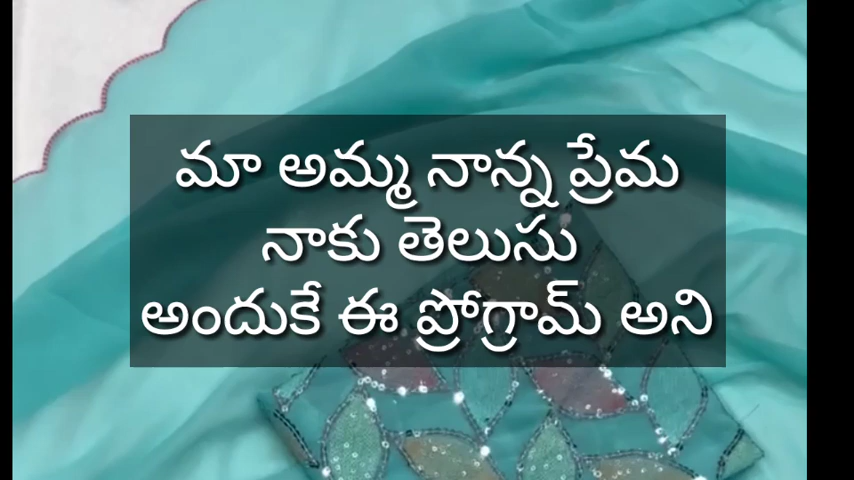 మా అమ్మ నాన్న ప్రేమ
నాకు తెలుసు
అందుకే ఈ ప్రోగ్రామ్ అని